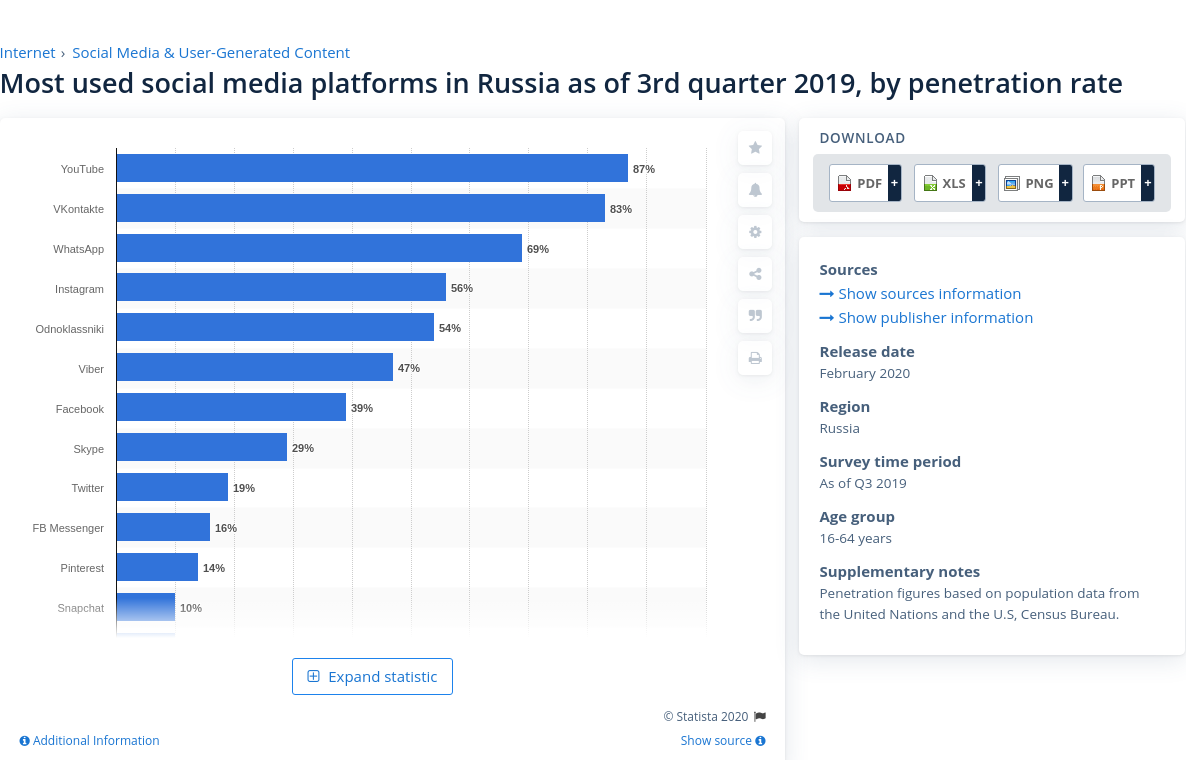 Internet › Social Media & User-Generated Content
Most used social media platforms in Russia as of 3rd quarter 2019, by penetration rate
YouTube 87%
VKontakte 83%
WhatsApp 69%
Instagram 56%
Odnoklassniki 54%
Viber 47%
Facebook 39%
Skype 29%
Twitter 19%
FB Messenger 16%
Pinterest 14%
Snapchat 10%
Expand statistic
© Statista 2020
Additional Information
Show source
DOWNLOAD
PDF + XLS + PNG + PPT +
Sources
Show sources information
Show publisher information
Release date
February 2020
Region
Russia
Survey time period
As of Q3 2019
Age group
16-64 years
Supplementary notes
Penetration figures based on population data from
the United Nations and the U.S, Census Bureau.